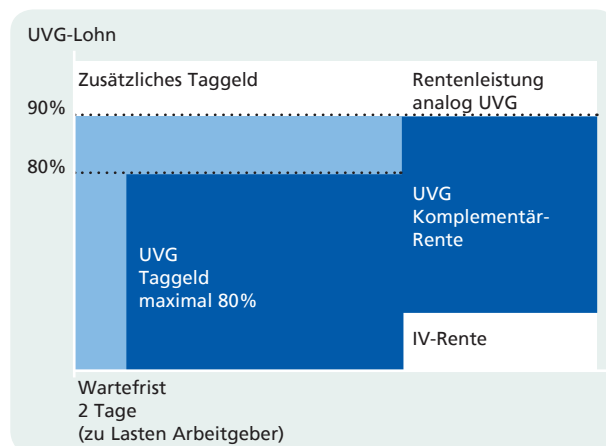 UVG-Lohn
Zusätzliches Taggeld
Rentenleistung
analog UVG
90%
80%
UVG
Taggeld
maximal 80%
UVG
Komplementär-
Rente
IV-Rente
Wartefrist
2 Tage
(zu Lasten Arbeitgeber)